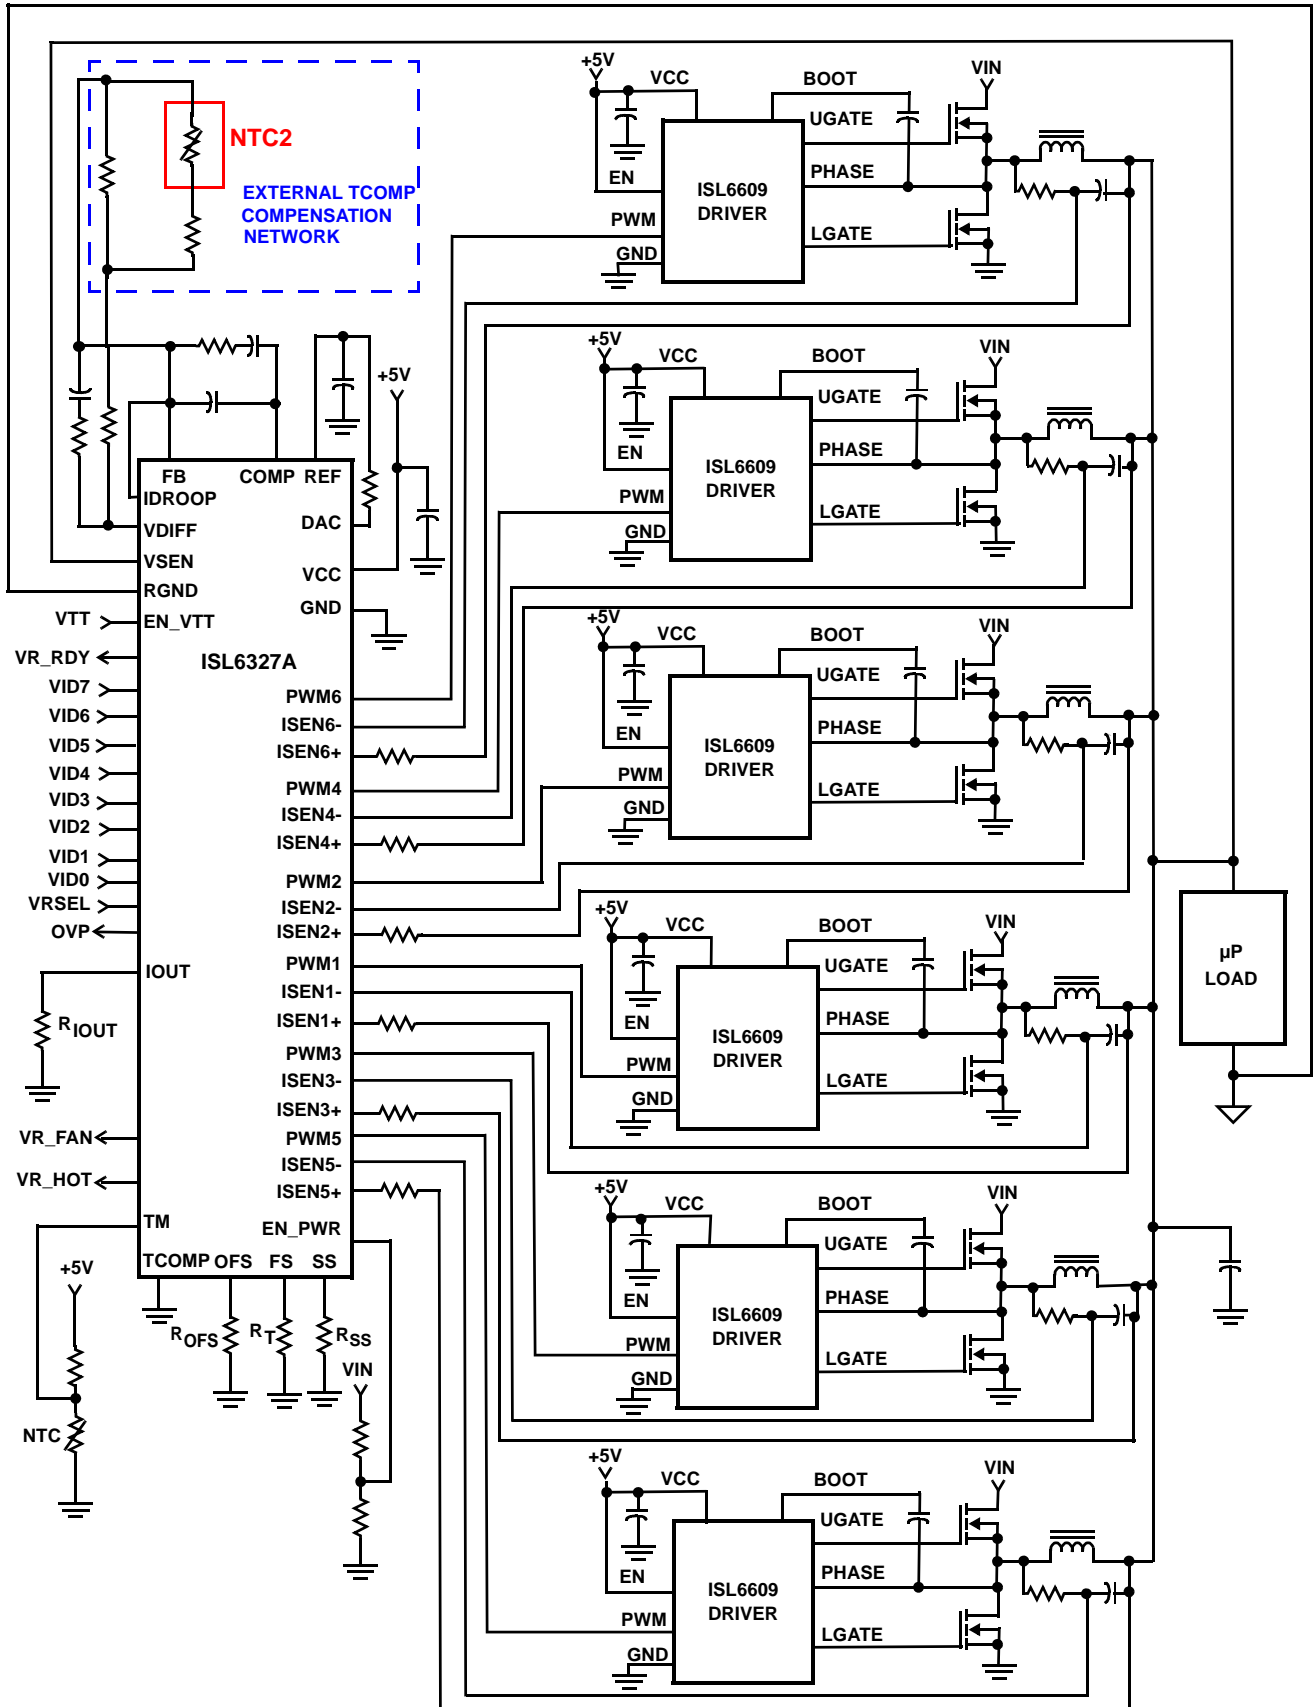 NTC2
EXTERNAL TCOMP
COMPENSATION
NETWORK
+5V
VCC
BOOT
VIN
UGATE
EN
PHASE
ISL6609
DRIVER
PWM
LGATE
GND
+5V
VCC
BOOT
VIN
UGATE
EN
PHASE
ISL6609
DRIVER
PWM
LGATE
GND
+5V
VCC
BOOT
VIN
UGATE
EN
PHASE
ISL6609
DRIVER
PWM
LGATE
GND
+5V
VCC
BOOT
VIN
UGATE
EN
PHASE
ISL6609
DRIVER
PWM
LGATE
GND
+5V
VCC
BOOT
VIN
UGATE
EN
PHASE
ISL6609
DRIVER
PWM
LGATE
GND
+5V
VCC
BOOT
VIN
UGATE
EN
PHASE
ISL6609
DRIVER
PWM
LGATE
GND
+5V
FB
COMP
REF
IDROOP
DAC
VDIFF
VSEN
VCC
RGND
GND
VTT
EN_VTT
VR_RDY
ISL6327A
VID7
PWM6
VID6
ISEN6-
VID5
ISEN6+
VID4
PWM4
VID3
ISEN4-
VID2
ISEN4+
VID1
VID0
PWM2
VRSEL
ISEN2-
OVP
ISEN2+
IOUT
PWM1
ISEN1-
RIOUT
ISEN1+
PWM3
ISEN3-
ISEN3+
VR_FAN
PWM5
ISEN5-
VR_HOT
ISEN5+
TM
EN_PWR
TCOMP
OFS
FS
SS
+5V
ROFS
RT
RSS
VIN
NTC
µP
LOAD